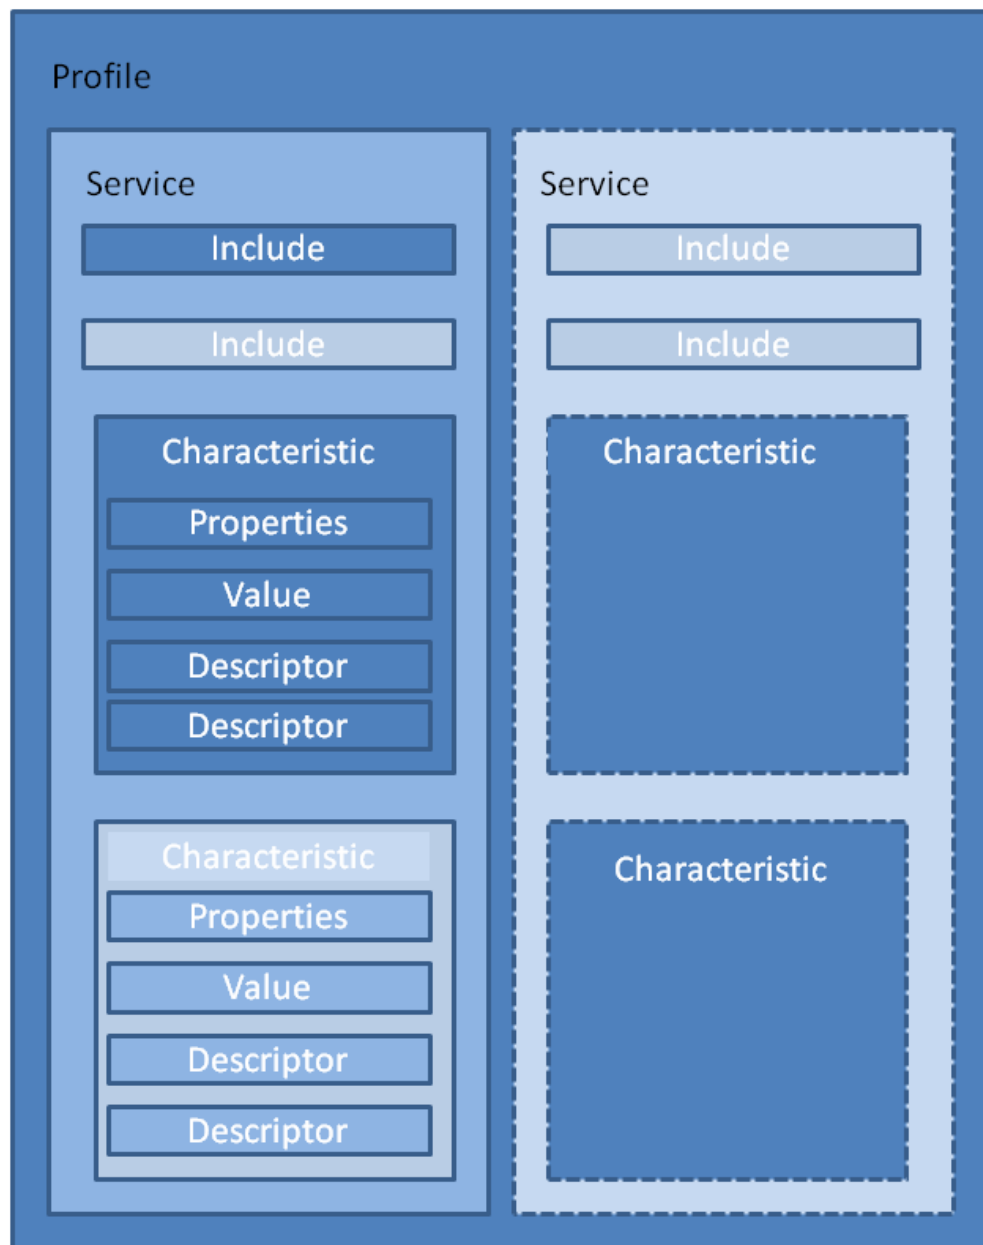 Profile
Service
Include
Include
Characteristic
Properties
Value
Descriptor
Descriptor
Characteristic
Properties
Value
Descriptor
Descriptor
Service
Include
Include
Characteristic
Characteristic